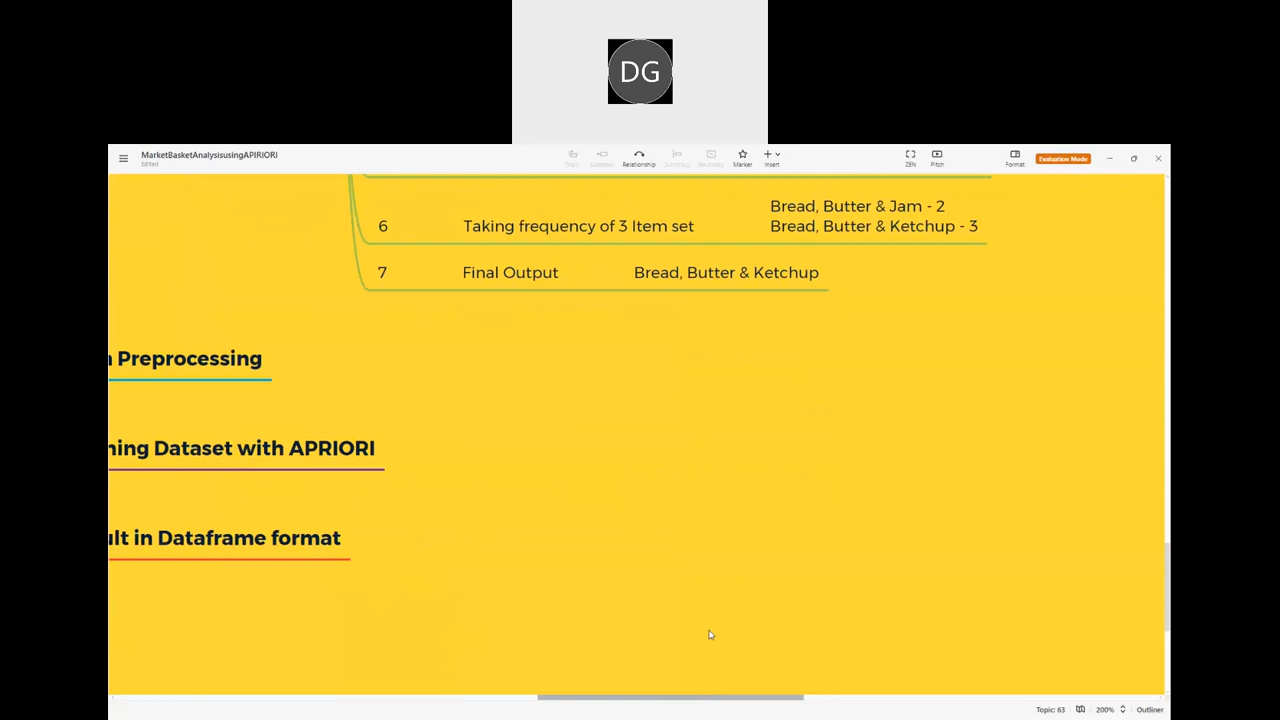 DG
MarketBasketAnalysisusingAPIRIORI
Edited
Relationship
Marker
Insert
ZEN
Pitch
Format
Evaluation Mode
Bread, Butter & Jam - 2
6 Taking frequency of 3 Item set Bread, Butter & Ketchup - 3
7 Final Output Bread, Butter & Ketchup
Preprocessing
ning Dataset with APRIORI
ult in Dataframe format
Topic: 63
200%
Outliner